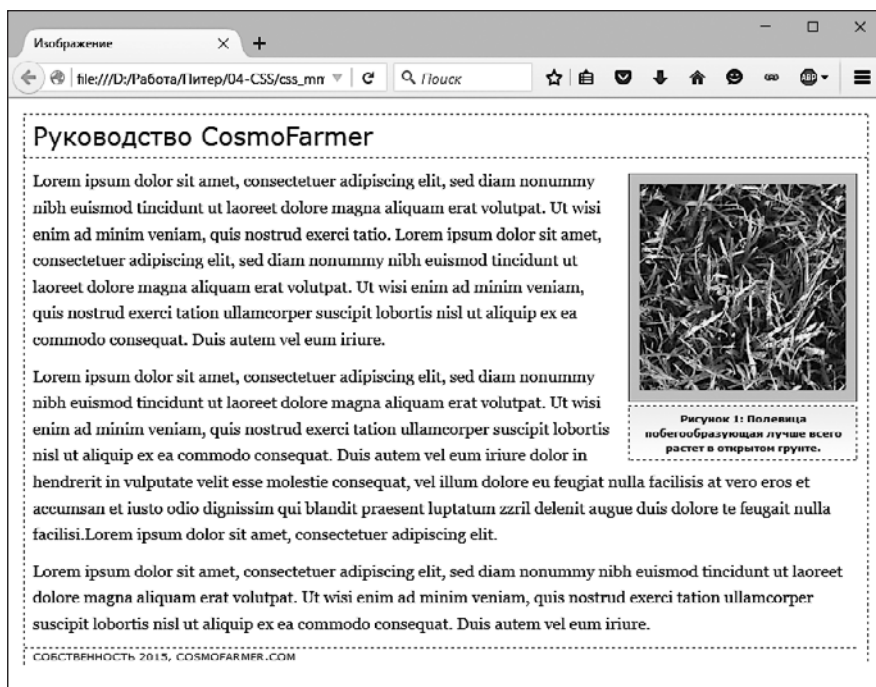 Изображение
file:///D:/Работа/Питер/04-CSS/css_mm
Поиск
ABP
Руководство CosmoFarmer
Lorem ipsum dolor sit amet, consectetuer adipiscing elit, sed diam nonummy
nibh euismod tincidunt ut laoreet dolore magna aliquam erat volutpat. Ut wisi
enim ad minim veniam, quis nostrud exerci tatio. Lorem ipsum dolor sit amet,
consectetuer adipiscing elit, sed diam nonummy nibh euismod tincidunt ut
laoreet dolore magna aliquam erat volutpat. Ut wisi enim ad minim veniam,
quis nostrud exerci tation ullamcorper suscipit lobortis nisl ut aliquip ex ea
commodo consequat. Duis autem vel eum iriure.
Lorem ipsum dolor sit amet, consectetuer adipiscing elit, sed diam nonummy
nibh euismod tincidunt ut laoreet dolore magna aliquam erat volutpat. Ut wisi
enim ad minim veniam, quis nostrud exerci tation ullamcorper suscipit lobortis
nisl ut aliquip ex ea commodo consequat. Duis autem vel eum iriure dolor in
hendrerit in vulputate velit esse molestie consequat, vel illum dolore eu feugiat nulla facilisis at vero eros et
accumsan et iusto odio dignissim qui blandit praesent luptatum zzril delenit augue duis dolore te feugait nulla
facilisi.Lorem ipsum dolor sit amet, consectetuer adipiscing elit.
Рисунок 1: Полевица
побегообразующая лучше всего
растет в открытом грунте.
Lorem ipsum dolor sit amet, consectetuer adipiscing elit, sed diam nonummy nibh euismod tincidunt ut laoreet
dolore magna aliquam erat volutpat. Ut wisi enim ad minim veniam, quis nostrud exerci tation ullamcorper
suscipit lobortis nisl ut aliquip ex ea commodo consequat. Duis autem vel eum iriure.
СОБСТВЕННОСТЬ 2015, COSMOFARMER.COM